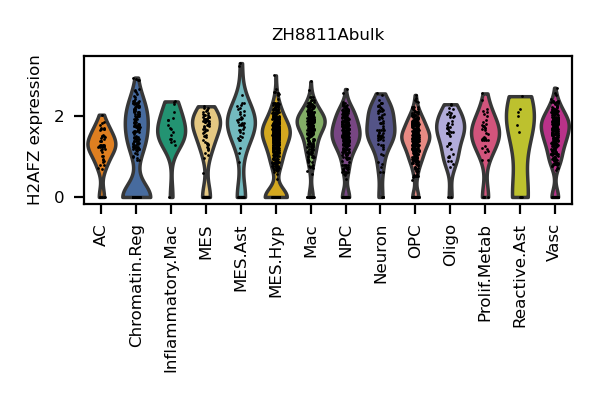 ZH8811Abulk
H2AFZ expression
2
0
AC
Chromatin.Reg
Inflammatory.Mac
MES
MES.Ast
MES.Hyp
Mac
NPC
Neuron
OPC
Oligo
Prolif.Metab
Reactive.Ast
Vasc